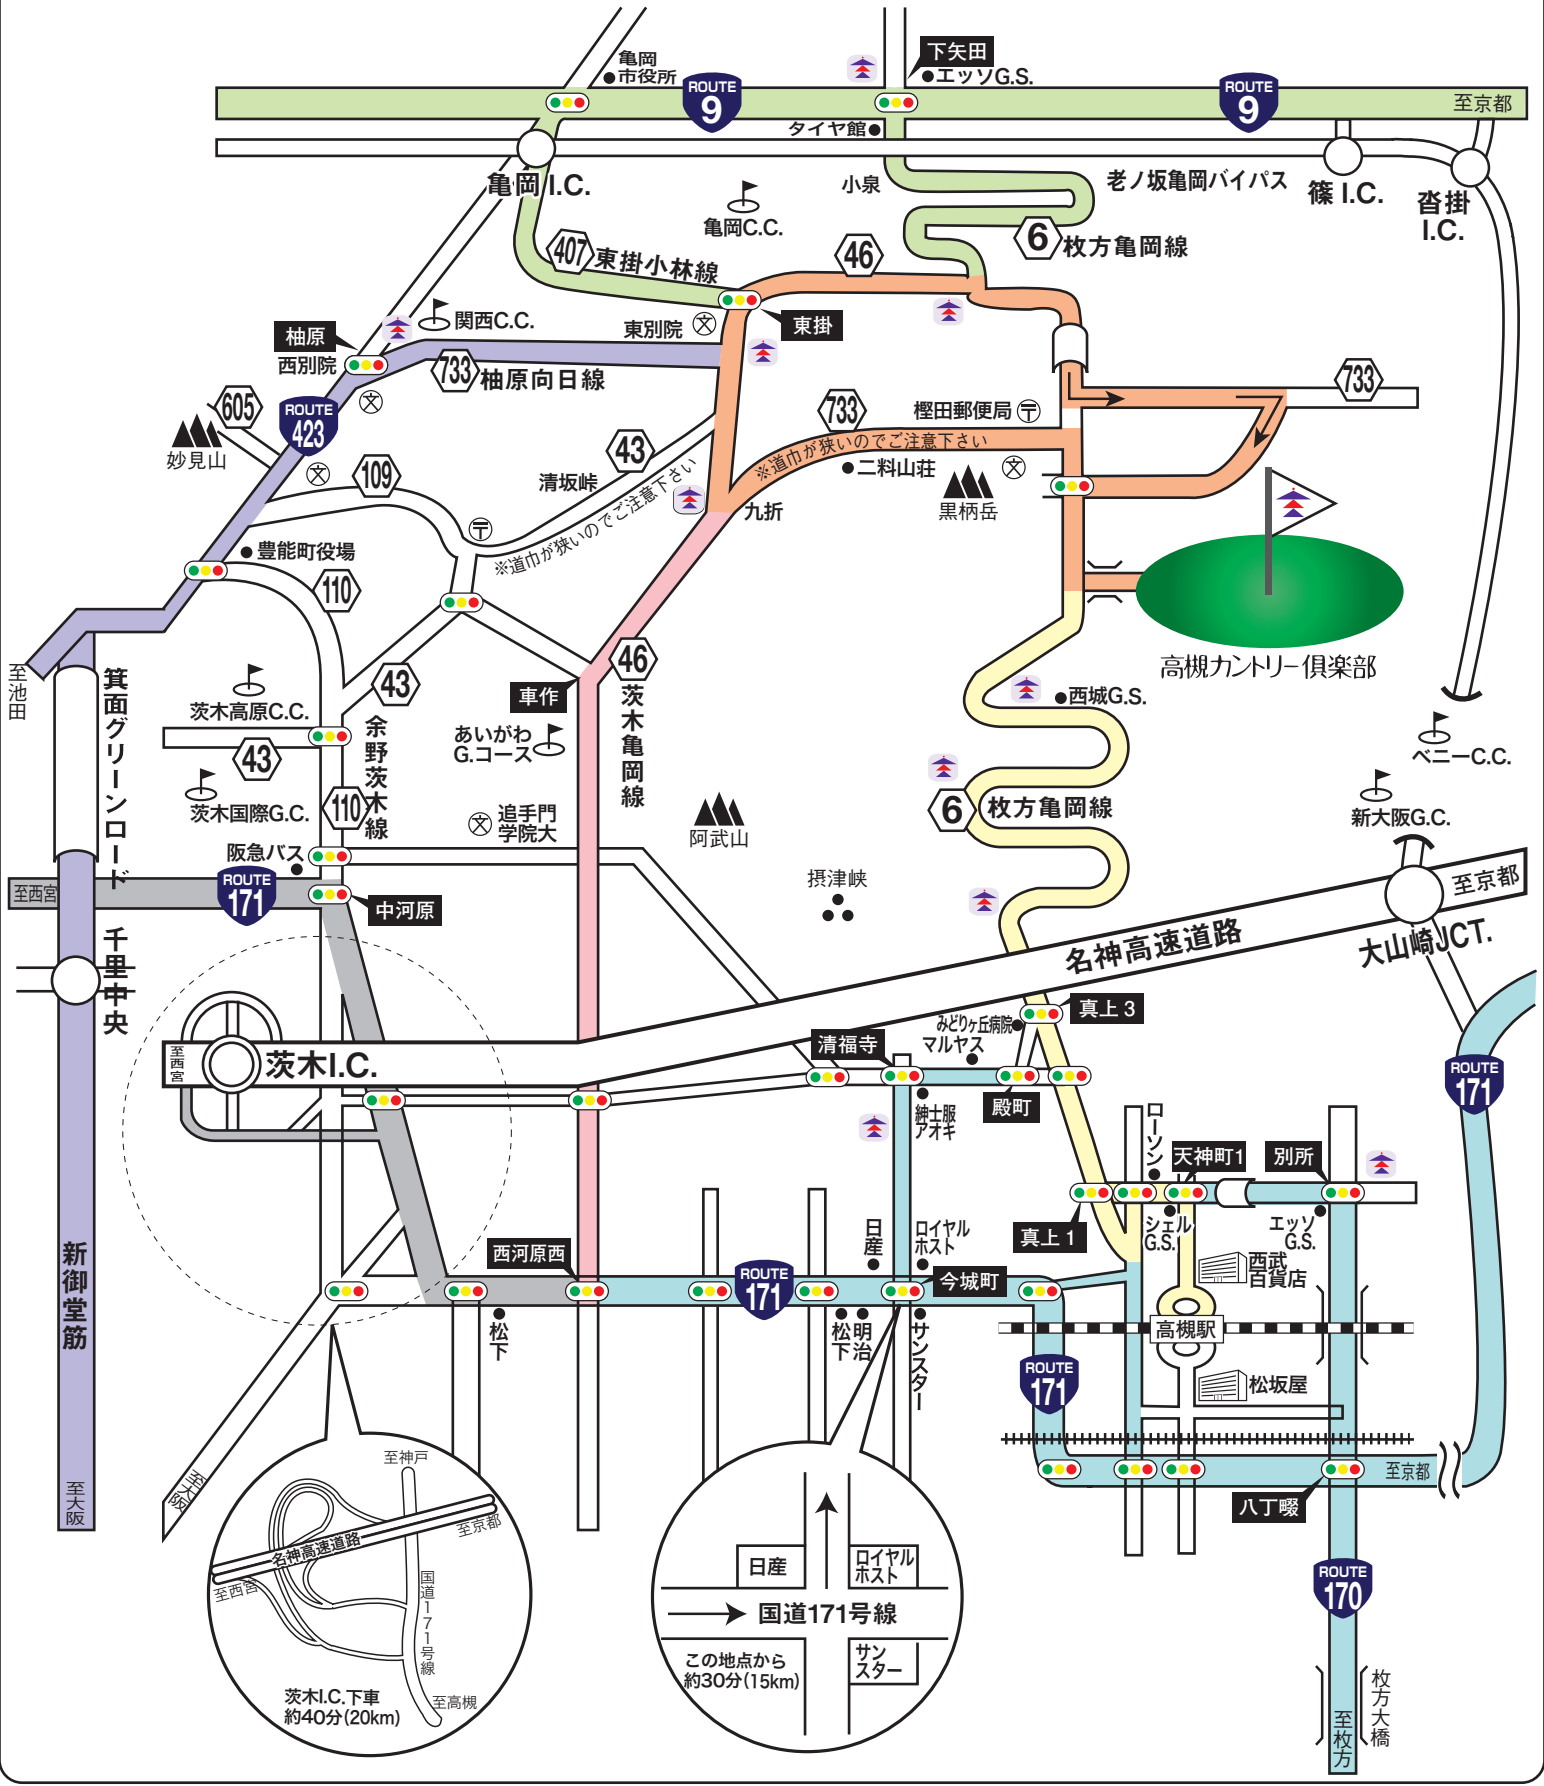 亀岡
市役所
下矢田
エッソG.S.
ROUTE
9
ROUTE
9
至京都
タイヤ館
亀岡 I.C.
小泉
老ノ坂亀岡バイパス
篠 I.C.
沓掛
I.C.
亀岡C.C.
6
枚方亀岡線
407
東掛小林線
46
関西C.C.
東別院
文
東掛
柚原
西別院
733
柚原向日線
文
605
ROUTE
423
妙見山
文
733
733
樫田郵便局
〒
※道巾が狭いのでご注意下さい
二料山荘
文
黒柄岳
43
清坂峠
※道巾が狭いのでご注意下さい
109
〒
九折
豊能町役場
110
高槻カントリー倶楽部
至池田
箕面グリーンロード
茨木高原C.C.
43
43
余野茨木線
車作
46
茨木亀岡線
あいがわ
G.コース
西城G.S.
ベニーC.C.
茨木国際G.C.
110
文
追手門
学院大
阿武山
6
枚方亀岡線
新大阪G.C.
阪急バス
至西宮
ROUTE
171
中河原
摂津峡
至京都
名神高速道路
大山崎JCT.
千里中央
至西宮
茨木I.C.
真上3
みどりヶ丘病院
マルヤス
清福寺
殿町
紳士服
アオキ
ROUTE
171
ローソン
天神町1
別所
真上1
シェル
G.S.
エッソ
G.S.
新御堂筋
西河原西
日産
ロイヤル
ホスト
今城町
ROUTE
171
西武
百貨店
松下
松下
明治
サンスター
高槻駅
ROUTE
171
松坂屋
至大阪
至大阪
至京都
八丁畷
ROUTE
170
枚方大橋
至枚方
至神戸
名神高速道路
至京都
至西宮
国道171号線
至高槻
茨木I.C.下車
約40分(20km)
日産
ロイヤル
ホスト
国道171号線
サン
スター
この地点から
約30分(15km)